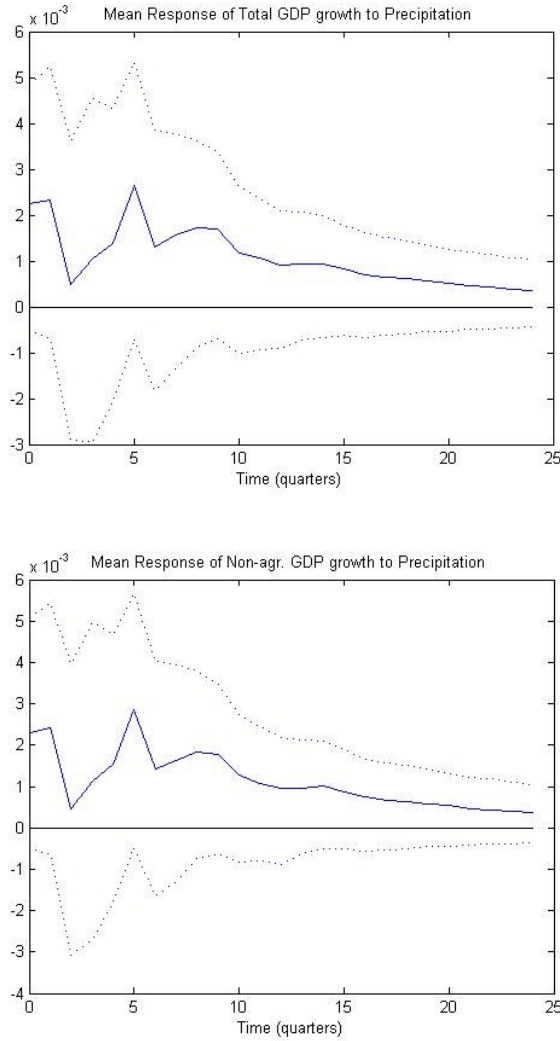 Mean Response of Total GDP growth to Precipitation
x 10^-3
6
5
4
3
2
1
0
-1
-2
-3
0 5 10 15 20 25
Time (quarters)
Mean Response of Non-agr. GDP growth to Precipitation
x 10^-3
6
5
4
3
2
1
0
-1
-2
-3
-4
0 5 10 15 20 25
Time (quarters)